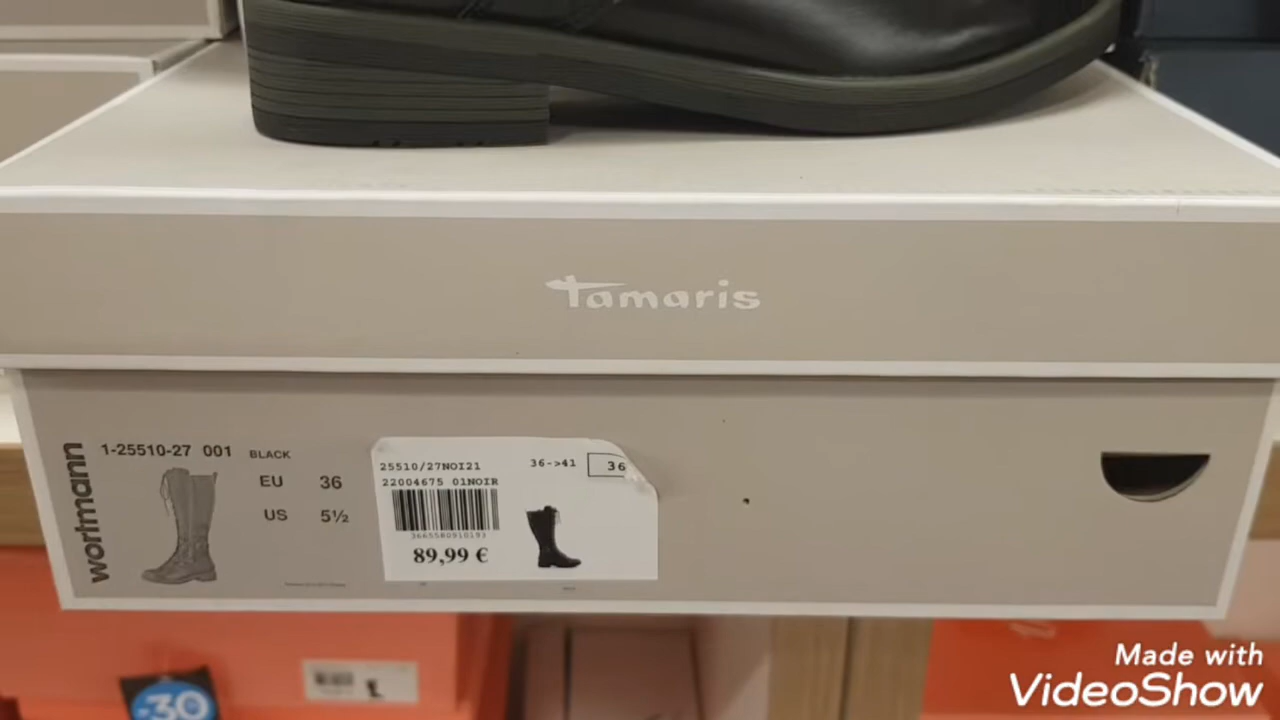 Tamaris
wortmann
1-25510-27 001 BLACK
EU 36
US 5½
25510/27NOI21 36->41 36
22004675 01NOIR
3665580910193
89,99 €
-30
Made with
VideoShow